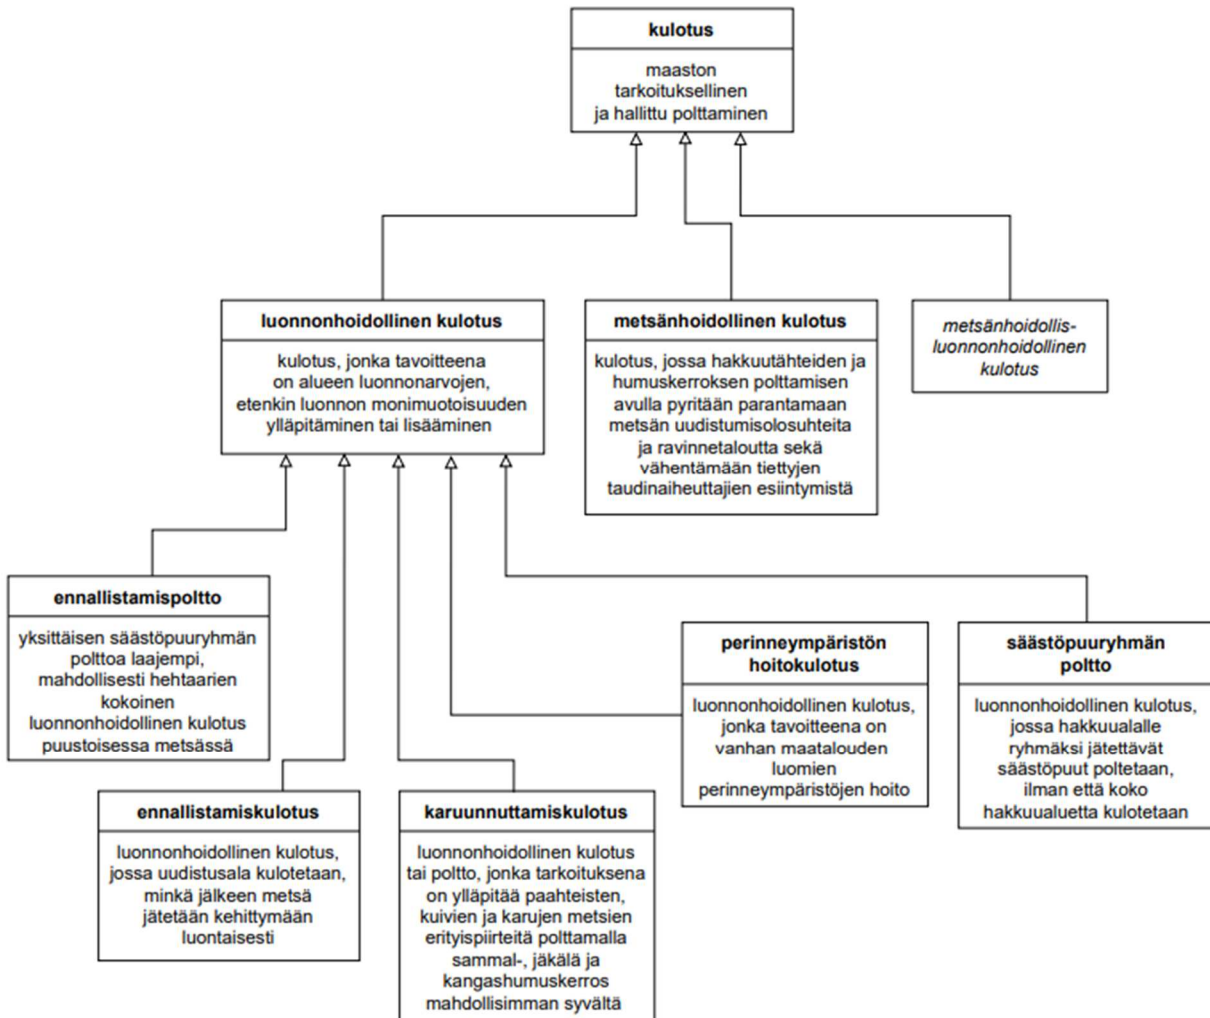 kulotus
maaston
tarkoituksellinen
ja hallittu polttaminen
luonnonhoidollinen kulotus
kulotus, jonka tavoitteena
on alueen luonnonarvojen,
etenkin luonnon monimuotoisuuden
ylläpitäminen tai lisääminen
metsänhoidollinen kulotus
kulotus, jossa hakkuutähteiden ja
humuskerroksen polttamisen
avulla pyritään parantamaan
metsän uudistumisolosuhteita
ja ravinnetaloutta sekä
vähentämään tiettyjen
taudinaiheuttajien esiintymistä
metsänhoidollis-
luonnonhoidollinen
kulotus
ennallistamispoltto
yksittäisen säästöpuuryhmän
polttoa laajempi,
mahdollisesti hehtaarien
kokoinen
luonnonhoidollinen kulotus
puustoisessa metsässä
perinneympäristön
hoitokulotus
luonnonhoidollinen kulotus,
jonka tavoitteena on
vanhan maatalouden
luomien
perinneympäristöjen hoito
säästöpuuryhmän
poltto
luonnonhoidollinen kulotus,
jossa hakkuualalle
ryhmäksi jätettävät
säästöpuut poltetaan,
ilman että koko
hakkuualuetta kulotetaan
ennallistamiskulotus
luonnonhoidollinen kulotus,
jossa uudistusala kulotetaan,
minkä jälkeen metsä
jätetään kehittymään
luontaisesti
karuunnuttamiskulotus
luonnonhoidollinen kulotus
tai poltto, jonka tarkoituksena
on ylläpitää paahteisten,
kuivien ja karujen metsien
erityispiirteitä polttamalla
sammal-, jäkälä ja
kangashumuskerros
mahdollisimman syvältä